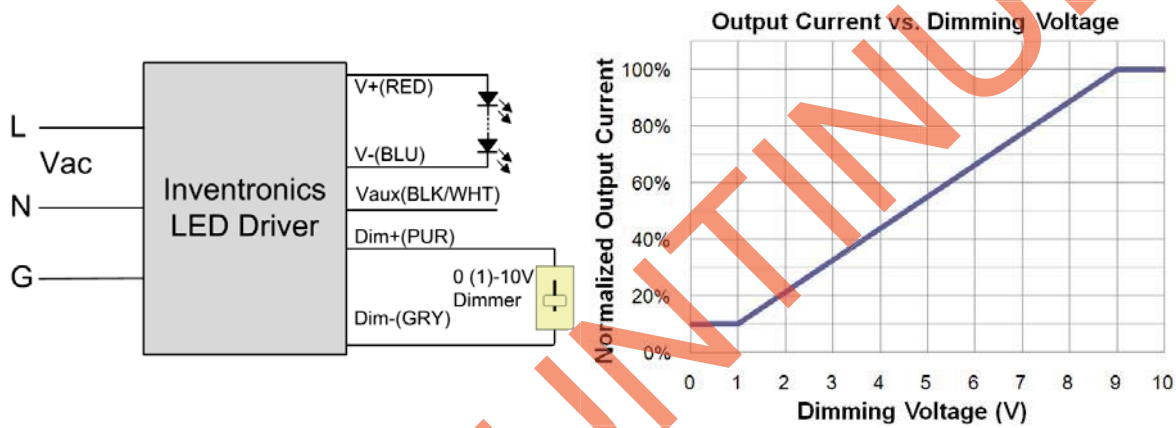 L
Vac
N
G
Inventronics
LED Driver
V+(RED)
V-(BLU)
Vaux(BLK/WHT)
Dim+(PUR)
0 (1)-10V
Dimmer
Dim-(GRY)
Output Current vs. Dimming Voltage
Normalized Output Current
100%
80%
60%
40%
20%
0%
0 1 2 3 4 5 6 7 8 9 10
Dimming Voltage (V)